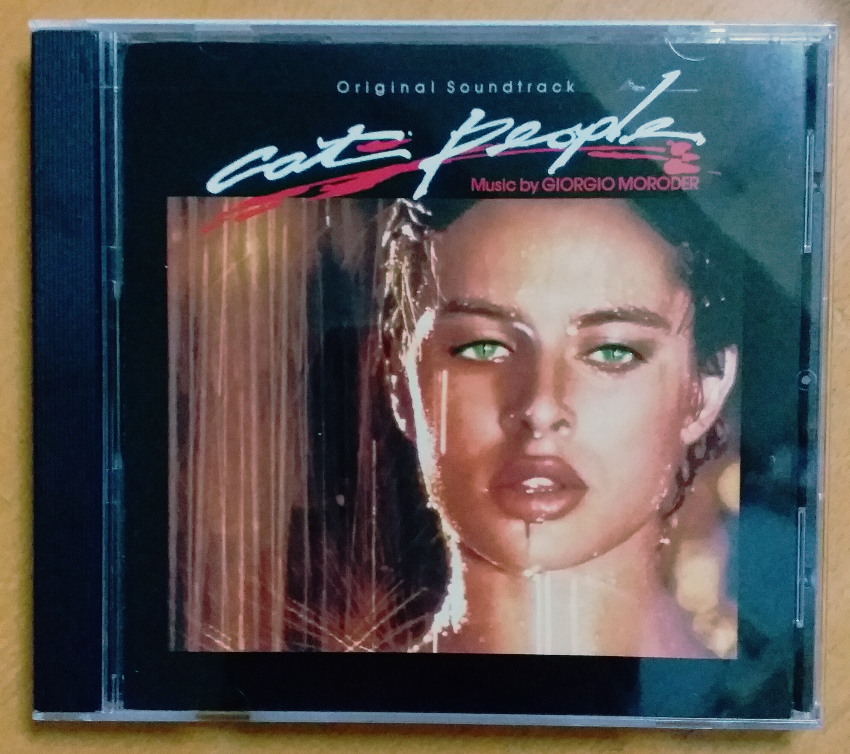 Original Soundtrack
cat people
Music by GIORGIO MORODER